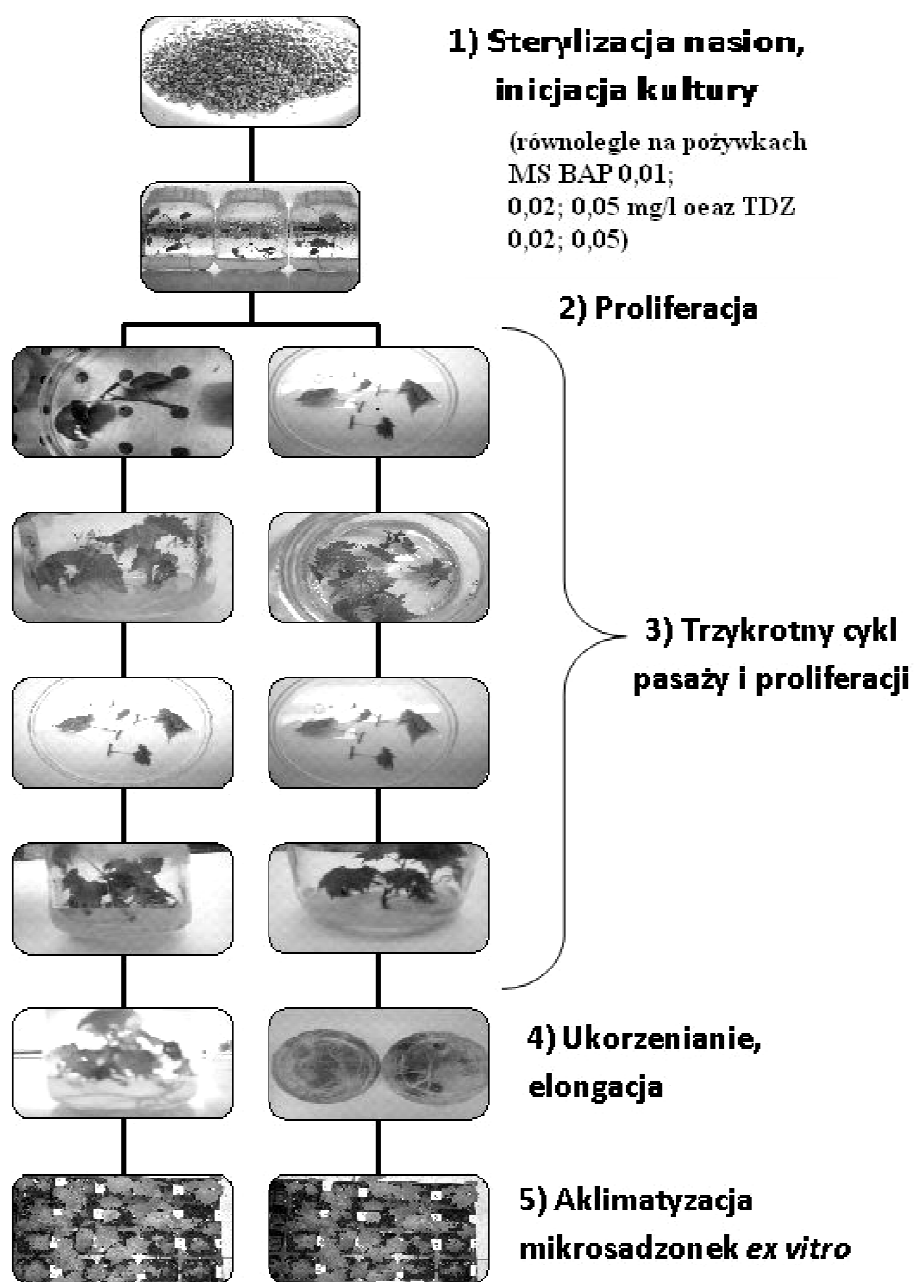 1) Sterylizacja nasion,
inicjacja kultury
(równolegle na pożywkach
MS BAP 0,01;
0,02; 0,05 mg/l oeaz TDZ
0,02; 0,05)
2) Proliferacja
3) Trzykrotny cykl
pasaży i proliferacji
4) Ukorzenianie,
elongacja
5) Aklimatyzacja
mikrosadzonek ex vitro